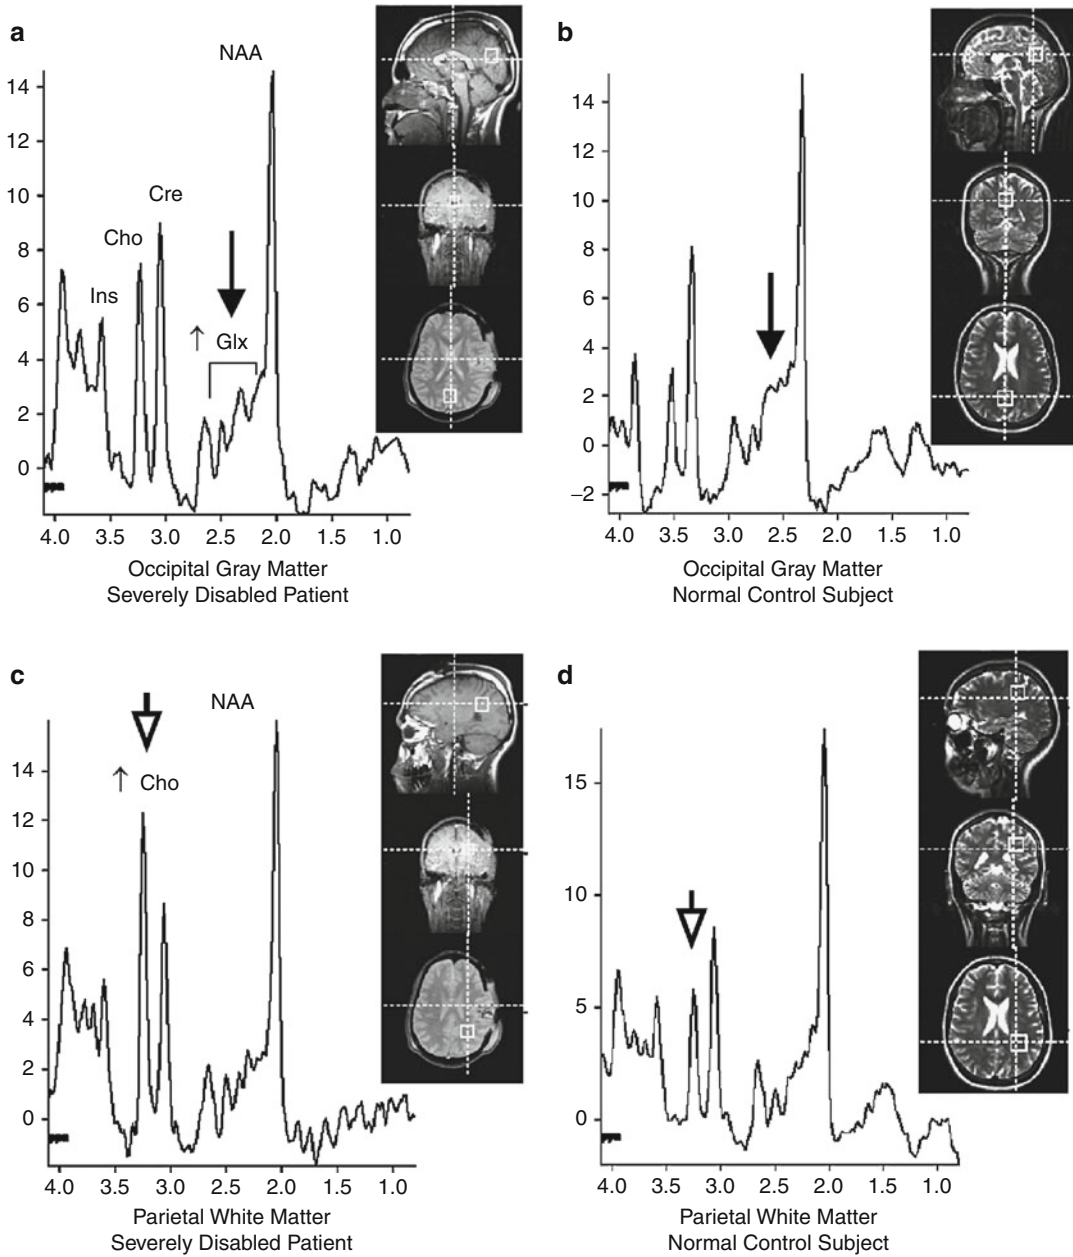 a
NAA
Cre
Cho
Ins
↑ Glx
14
12
10
8
6
4
2
0
4.0 3.5 3.0 2.5 2.0 1.5 1.0
Occipital Gray Matter
Severely Disabled Patient
b
14
12
10
8
6
4
2
0
−2
4.0 3.5 3.0 2.5 2.0 1.5 1.0
Occipital Gray Matter
Normal Control Subject
c
NAA
↑ Cho
14
12
10
8
6
4
2
0
4.0 3.5 3.0 2.5 2.0 1.5 1.0
Parietal White Matter
Severely Disabled Patient
d
15
10
5
0
4.0 3.5 3.0 2.5 2.0 1.5 1.0
Parietal White Matter
Normal Control Subject